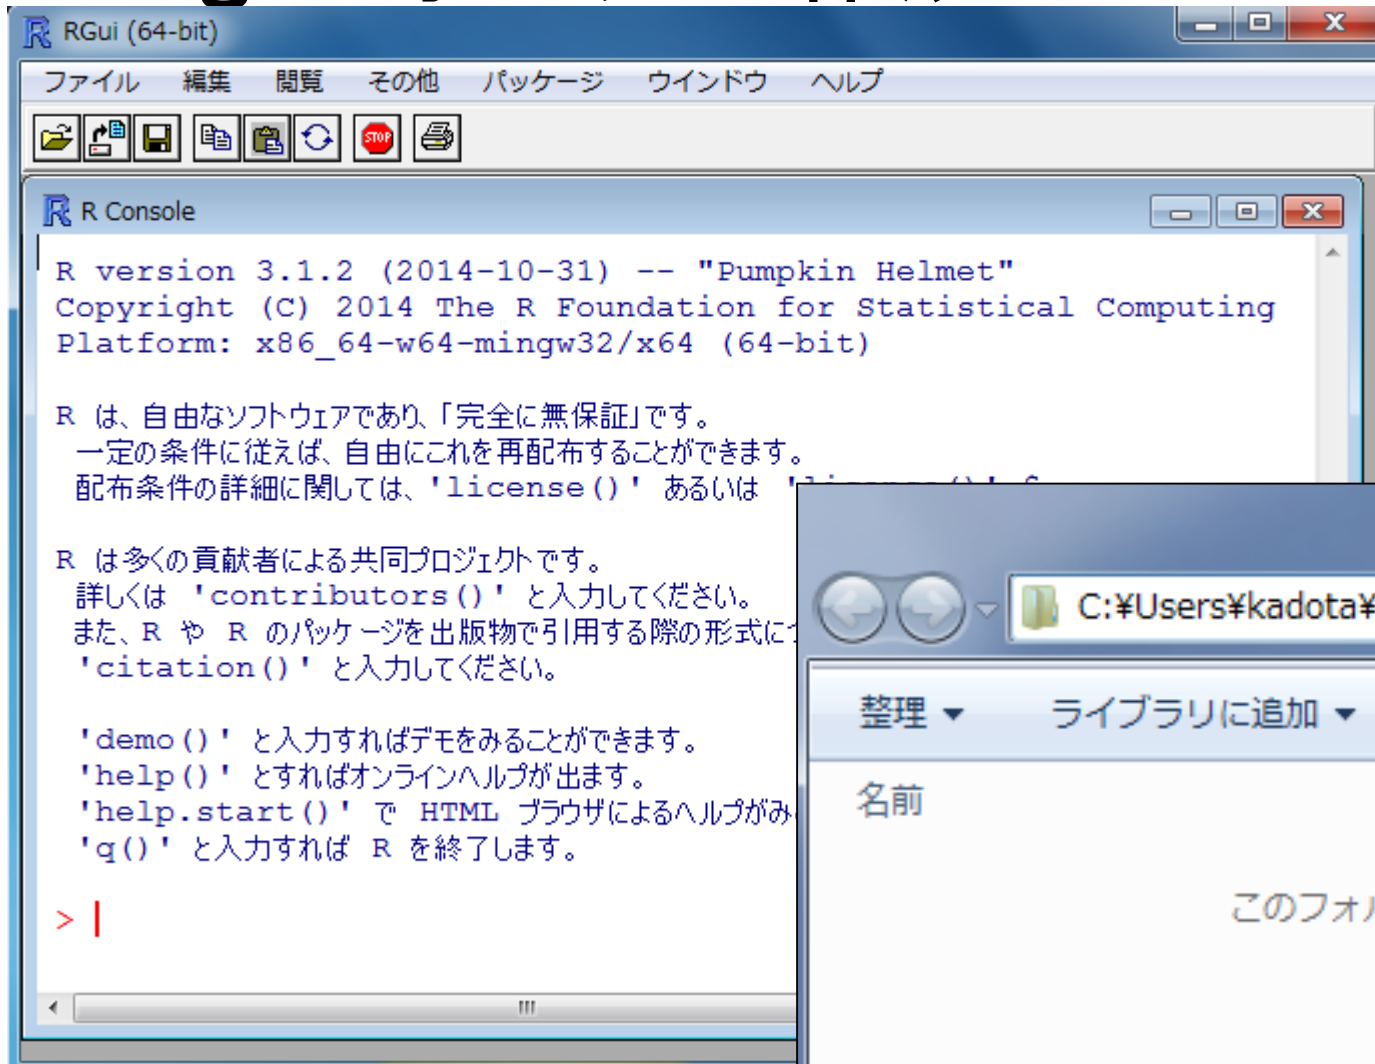 RGui (64-bit)
ファイル 編集 閲覧 その他 パッケージ ウインドウ ヘルプ
STOP
R Console
R version 3.1.2 (2014-10-31) -- "Pumpkin Helmet"
Copyright (C) 2014 The R Foundation for Statistical Computing
Platform: x86_64-w64-mingw32/x64 (64-bit)
R は、自由なソフトウェアであり、「完全に無保証」です。
一定の条件に従えば、自由にこれを再配布することができます。
配布条件の詳細に関しては、'license()' あるいは
R は多くの貢献者による共同プロジェクトです。
詳しくは 'contributors()' と入力してください。
また、R や R のパッケージを出版物で引用する際の形式に
'citation()' と入力してください。
'demo()' と入力すればデモをみることができます。
'help()' とすればオンラインヘルプが出ます。
'help.start()' で HTML ブラウザによるヘルプがみ
'q()' と入力すれば R を終了します。
>
C:¥Users¥kadota¥
整理 ライブラリに追加
名前
このフォ